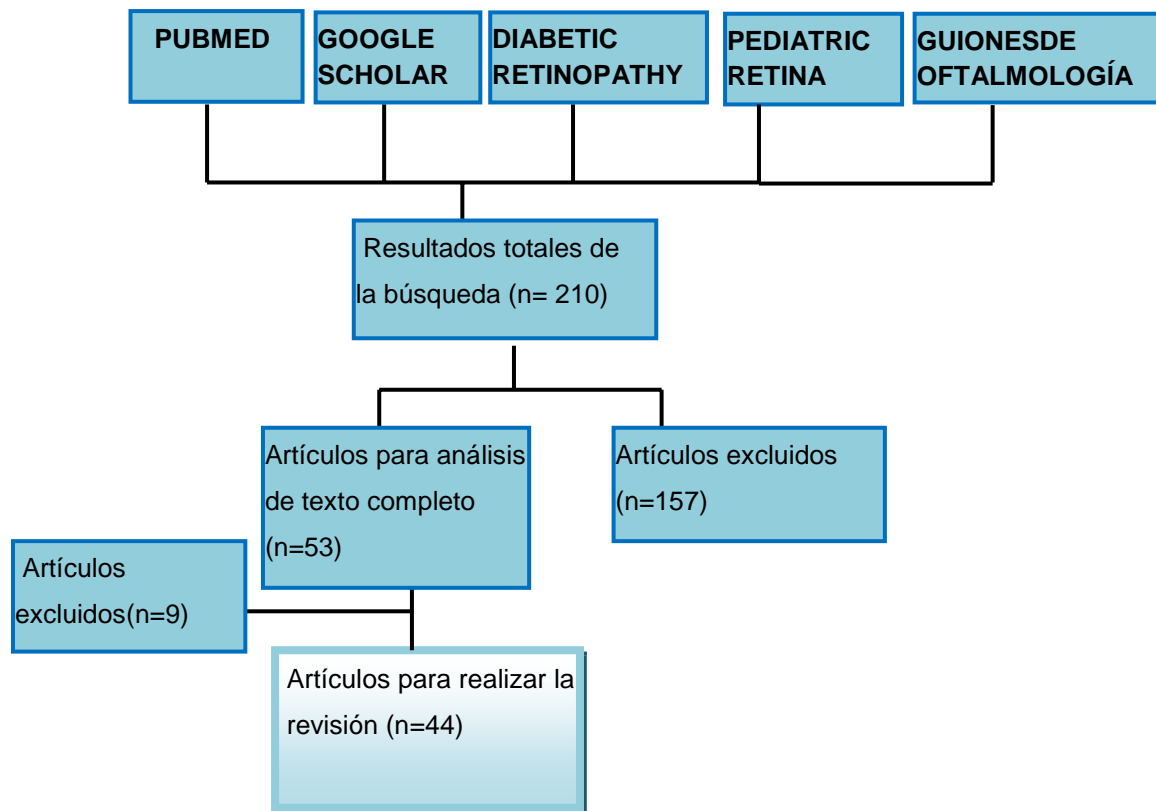 PUBMED
GOOGLE
SCHOLAR
DIABETIC
RETINOPATHY
PEDIATRIC
RETINA
GUIONESDE
OFTALMOLOGÍA
Resultados totales de
la búsqueda (n= 210)
Artículos para análisis
de texto completo
(n=53)
Artículos excluidos
(n=157)
Artículos
excluidos(n=9)
Artículos para realizar la
revisión (n=44)